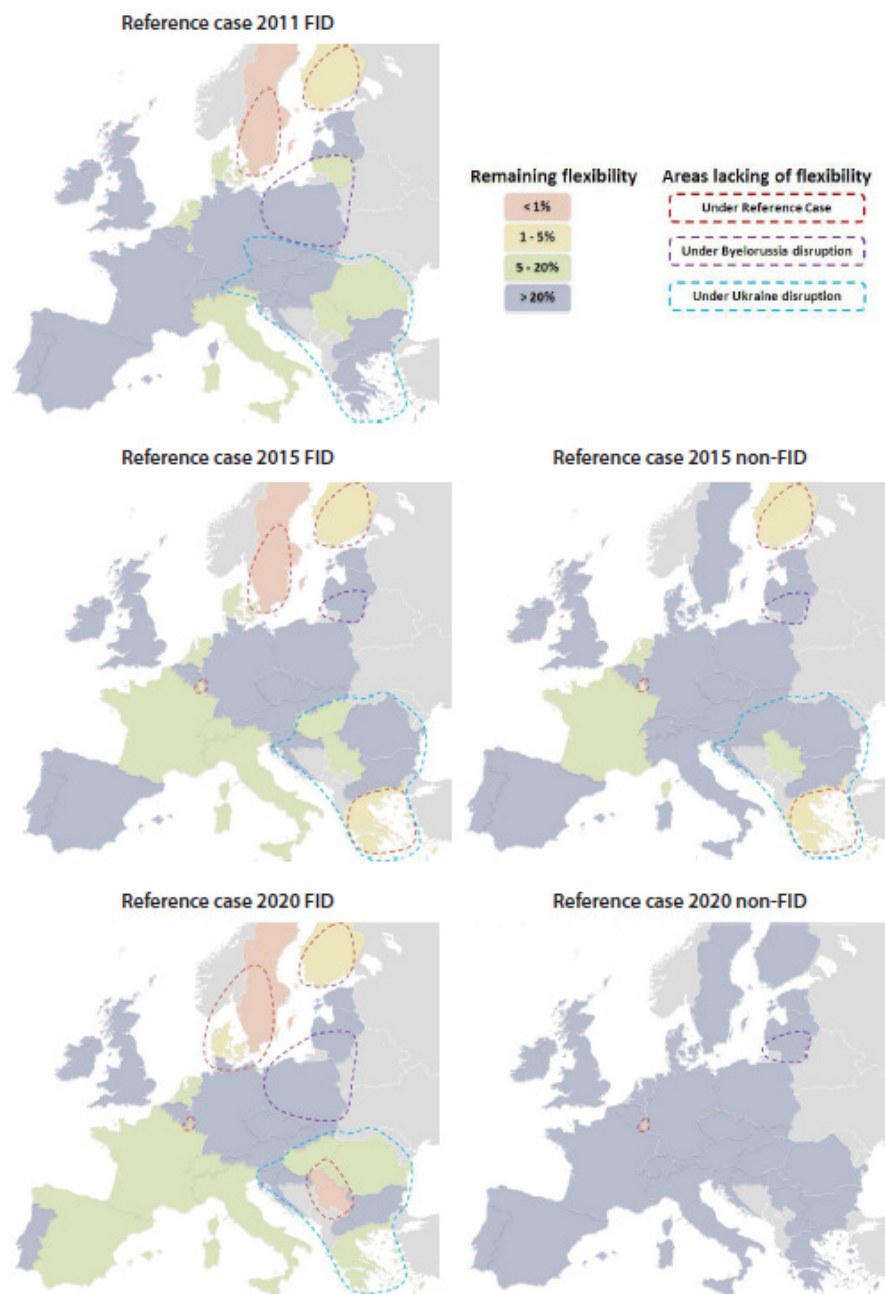 Reference case 2011 FID
Remaining flexibility
< 1%
1 - 5%
5 - 20%
> 20%
Areas lacking of flexibility
Under Reference Case
Under Byelorussia disruption
Under Ukraine disruption
Reference case 2015 FID
Reference case 2015 non-FID
Reference case 2020 FID
Reference case 2020 non-FID